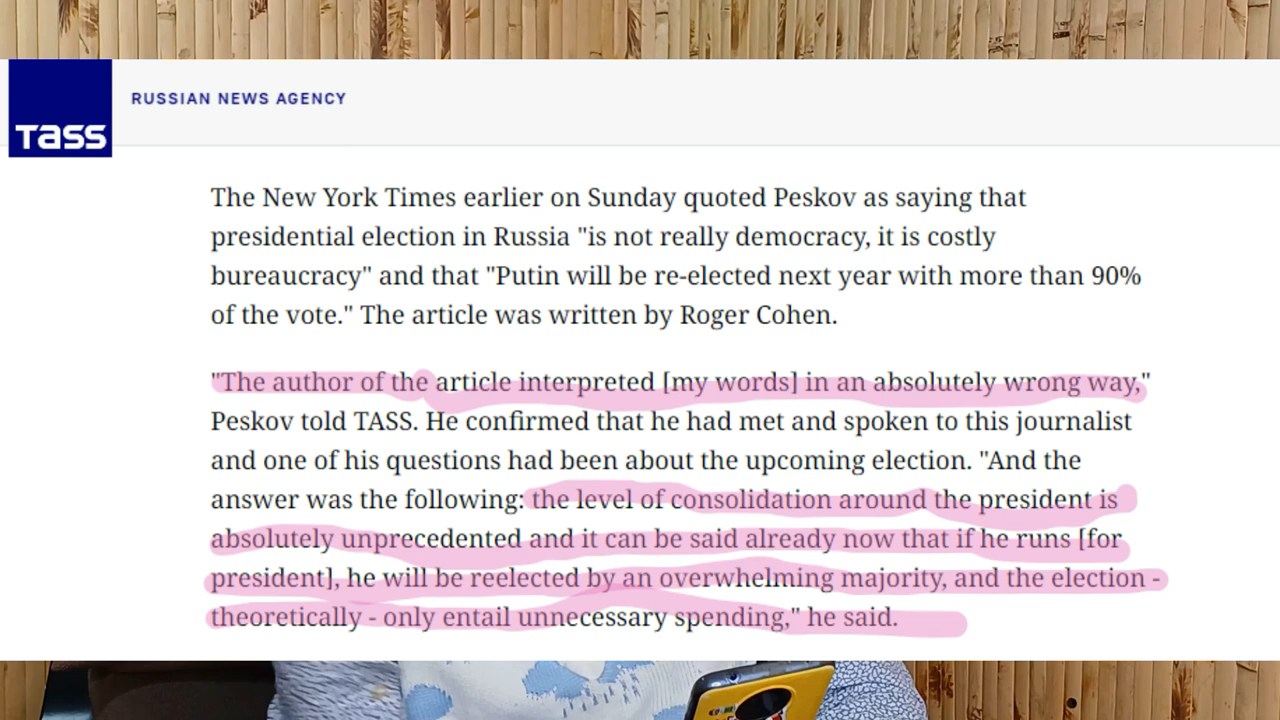 TASS
RUSSIAN NEWS AGENCY
The New York Times earlier on Sunday quoted Peskov as saying that
presidential election in Russia "is not really democracy, it is costly
bureaucracy" and that "Putin will be re-elected next year with more than 90%
of the vote." The article was written by Roger Cohen.
"The author of the article interpreted [my words] in an absolutely wrong way,"
Peskov told TASS. He confirmed that he had met and spoken to this journalist
and one of his questions had been about the upcoming election. "And the
answer was the following: the level of consolidation around the president is
absolutely unprecedented and it can be said already now that if he runs [for
president], he will be reelected by an overwhelming majority, and the election -
theoretically - only entail unnecessary spending," he said.